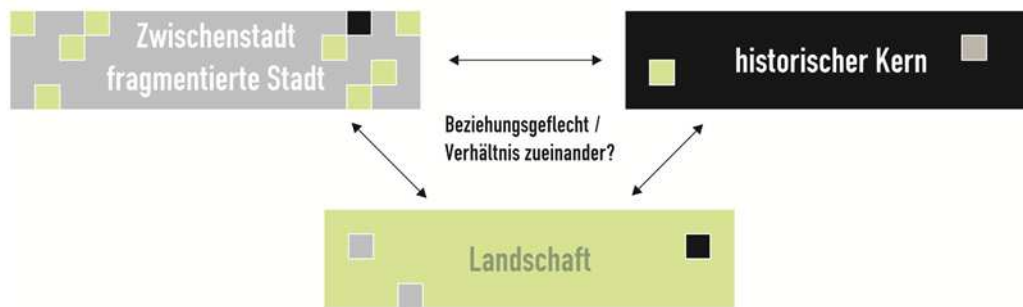 Zwischenstadt
fragmentierte Stadt
historischer Kern
Beziehungsgeflecht /
Verhältnis zueinander?
Landschaft